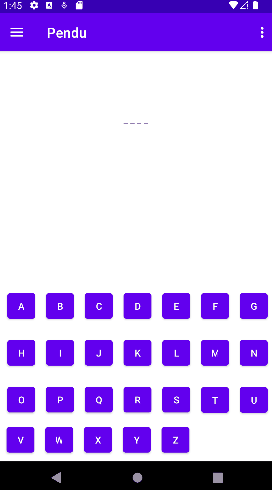 1:45
Pendu
_ _ _ _
A B C D E F G
H I J K L M N
O P Q R S T U
V W X Y Z